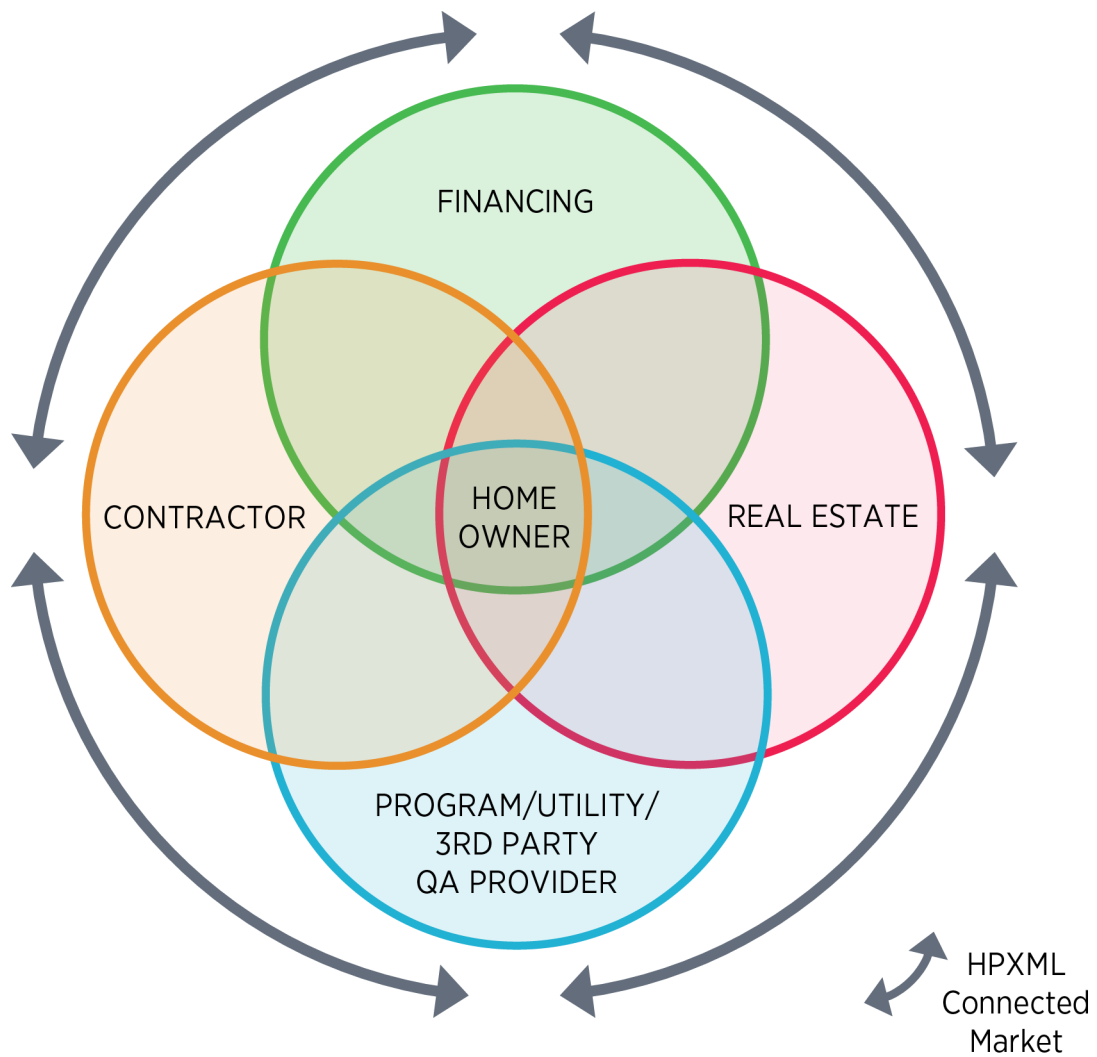 FINANCING
CONTRACTOR
HOME
OWNER
REAL ESTATE
PROGRAM/UTILITY/
3RD PARTY
QA PROVIDER
HPXML
Connected
Market